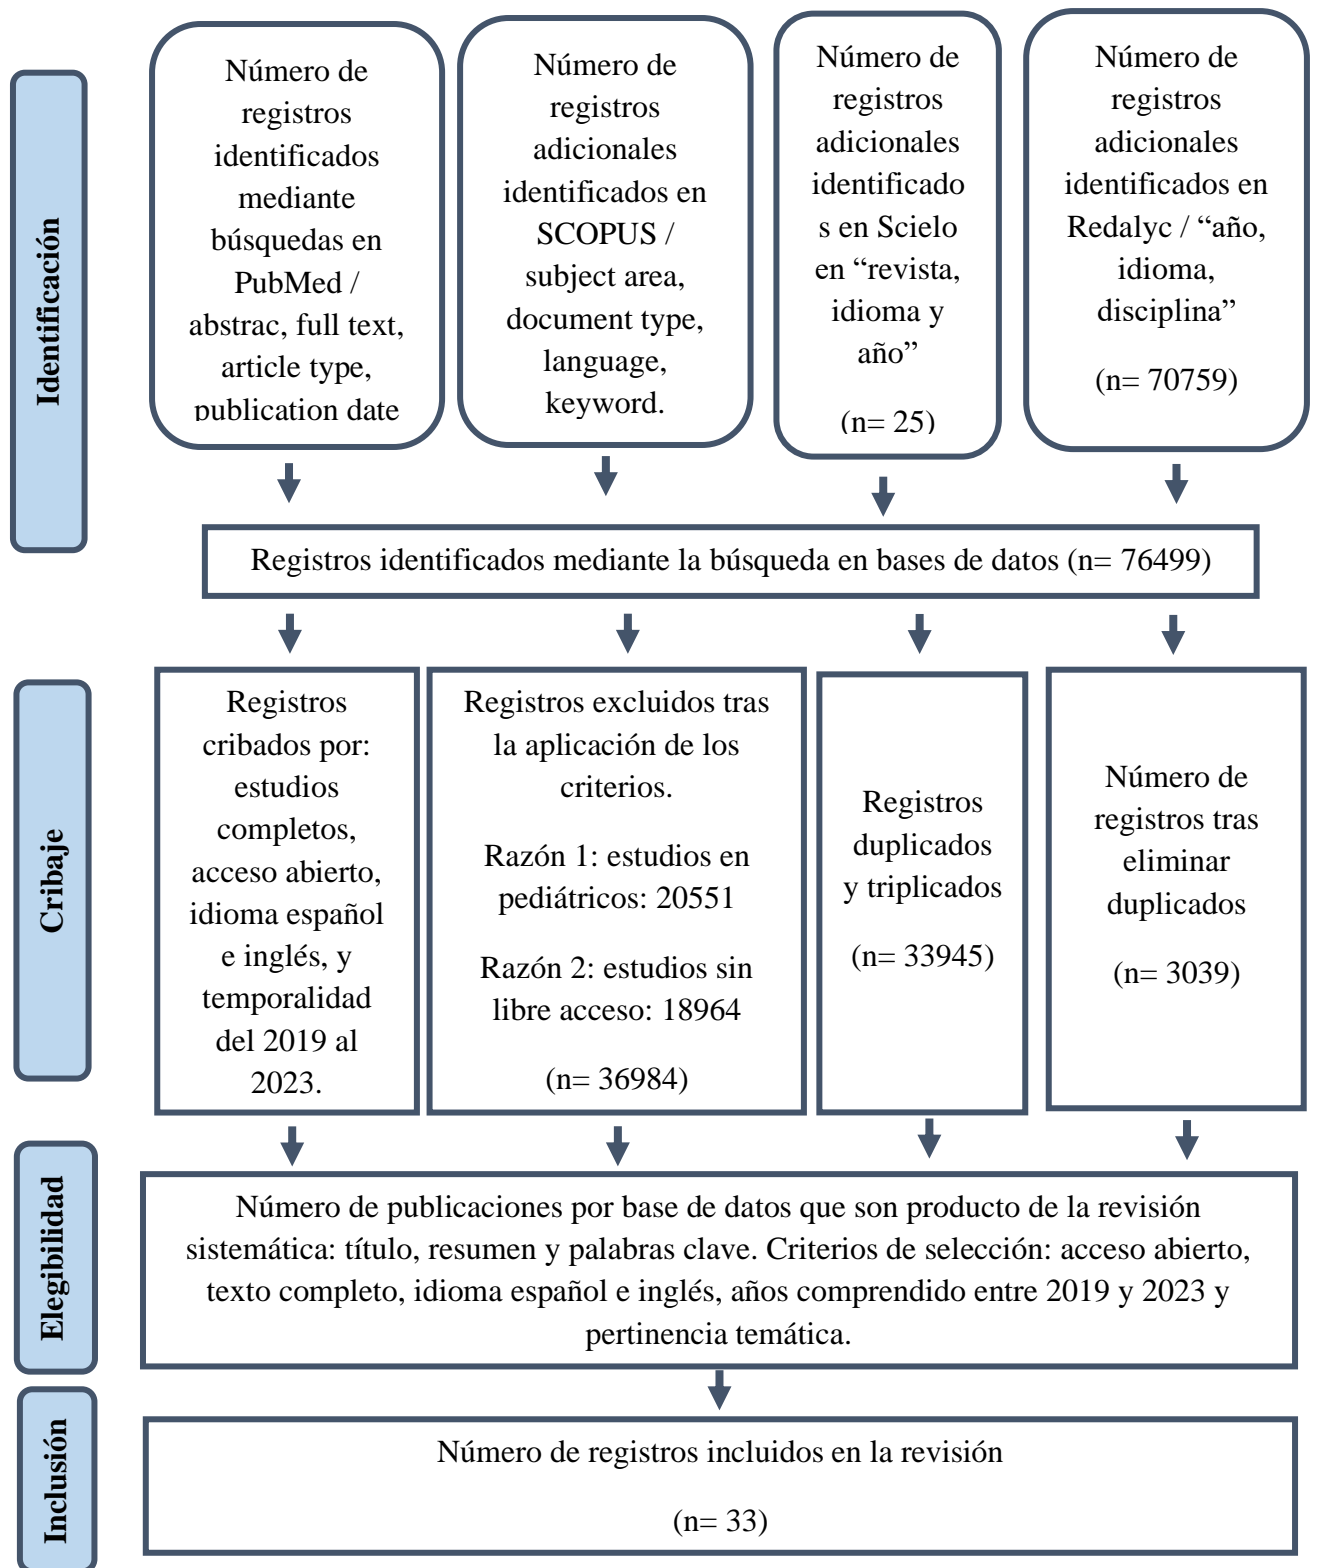 Identificación
Número de
registros
identificados
mediante
búsquedas en
PubMed /
abstrac, full text,
article type,
publication date
Número de
registros
adicionales
identificados en
SCOPUS /
subject area,
document type,
language,
keyword.
Número de
registros
adicionales
identificado
s en Scielo
en “revista,
idioma y
año”
(n= 25)
Número de
registros
adicionales
identificados en
Redalyc / “año,
idioma,
disciplina”
(n= 70759)
Registros identificados mediante la búsqueda en bases de datos (n= 76499)
Cribaje
Registros
cribados por:
estudios
completos,
acceso abierto,
idioma español
e inglés, y
temporalidad
del 2019 al
2023.
Registros excluidos tras
la aplicación de los
criterios.
Razón 1: estudios en
pediátricos: 20551
Razón 2: estudios sin
libre acceso: 18964
(n= 36984)
Registros
duplicados
y triplicados
(n= 33945)
Número de
registros tras
eliminar
duplicados
(n= 3039)
Elegibilidad
Número de publicaciones por base de datos que son producto de la revisión
sistemática: título, resumen y palabras clave. Criterios de selección: acceso abierto,
texto completo, idioma español e inglés, años comprendido entre 2019 y 2023 y
pertinencia temática.
Inclusión
Número de registros incluidos en la revisión
(n= 33)